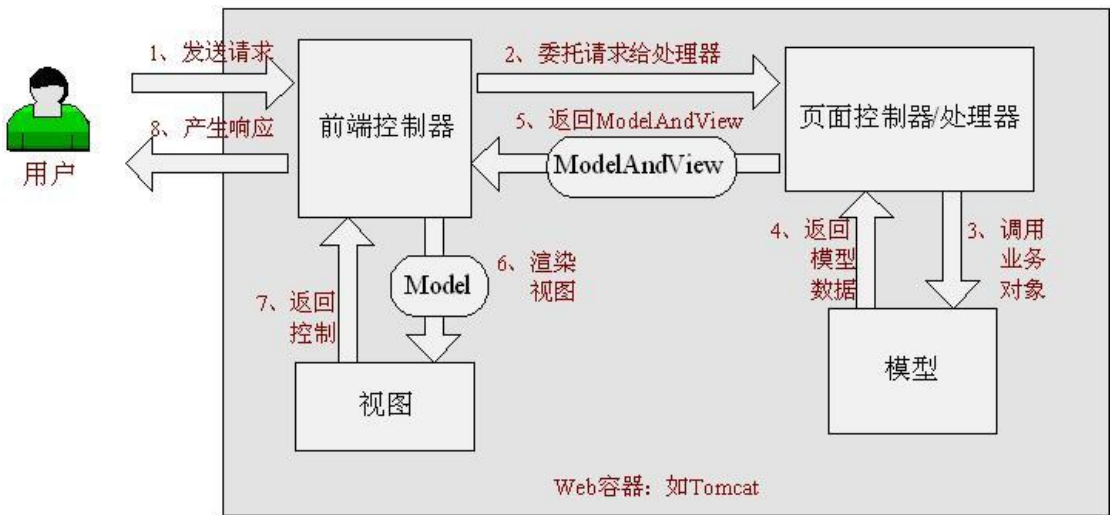 1、发送请求
2、委托请求给处理器
前端控制器
页面控制器/处理器
8、产生响应
5、返回ModelAndView
ModelAndView
用户
4、返回
模型
数据
3、调用
业务
对象
6、渲染
视图
Model
7、返回
控制
视图
模型
Web容器：如Tomcat